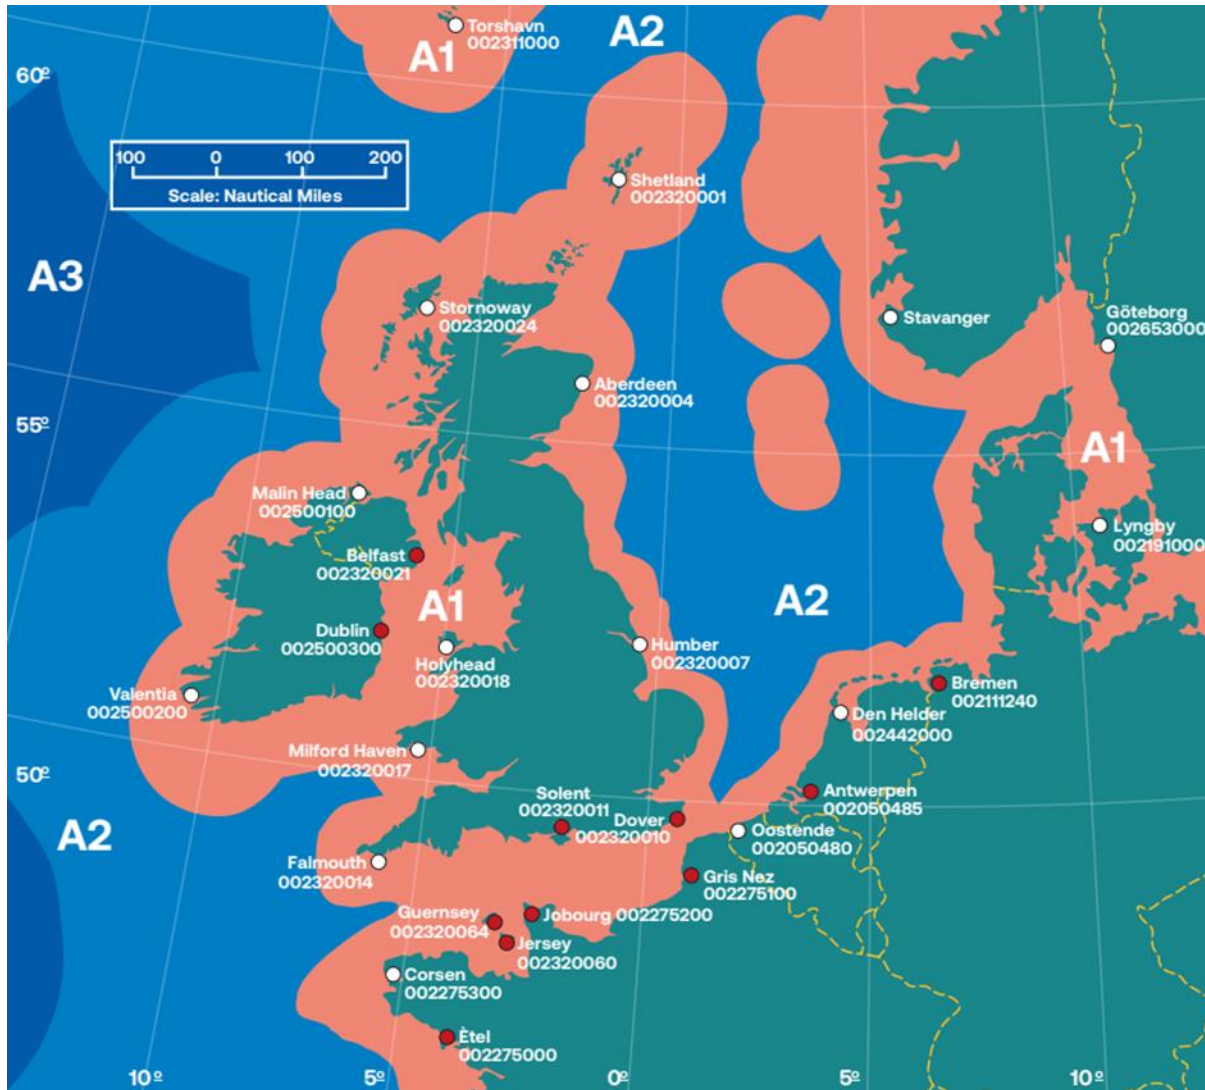 Torshavn
002311000
A1
A2
60º
100 0 100 200
Scale: Nautical Miles
Shetland
002320001
A3
Stornoway
002320024
Stavanger
Göteborg
002653000
Aberdeen
002320004
55º
A1
Malin Head
002500100
Lyngby
002191000
Belfast
002320021
A1
A2
Dublin
002500300
Holyhead
002320018
Humber
002320007
Valentia
002500200
Bremen
002111240
Den Helder
002442000
Milford Haven
002320017
50º
Solent
002320011
Antwerpen
002050485
Dover
002320010
A2
Oostende
002050480
Falmouth
002320014
Gris Nez
002275100
Guernsey
002320064
Jobourg 002275200
Jersey
002320060
Corsen
002275300
Ètel
002275000
10º 5º 0º 5º 10º